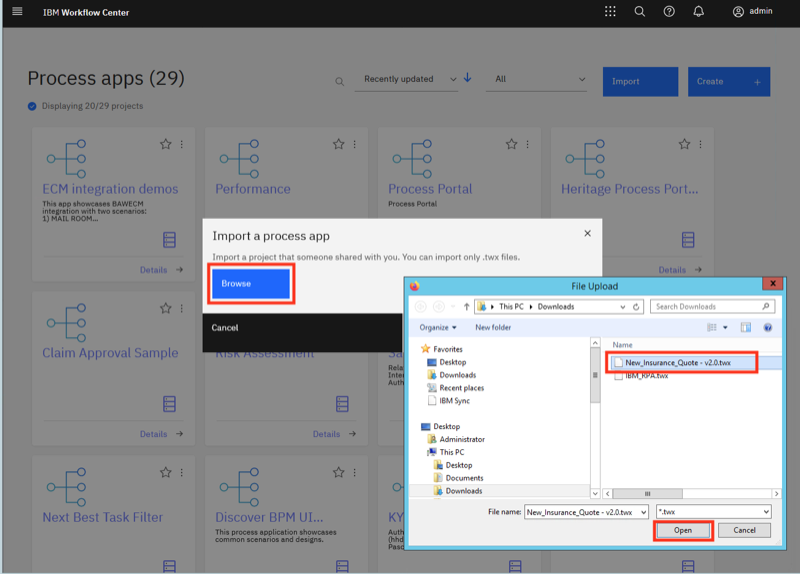 IBM Workflow Center
admin
Process apps (29)
Recently updated
All
Import
Create +
Displaying 20/29 projects
ECM integration demos
This app showcases BAWECM
integration with two scenarios:
1) MAIL ROOM...
Details
Performance
Process Portal
Process Portal
Heritage Process Port...
Details
Import a process app
Import a project that someone shared with you. You can import only .twx files.
Browse
Cancel
Claim Approval Sample
Details
Risk Assessment
Details
Next Best Task Filter
Discover BPM UI...
This process application showcases
common scenarios and designs.
KY
File Upload
This PC
Downloads
Search Downloads
Organize
New folder
Favorites
Desktop
Downloads
Recent places
IBM Sync
Desktop
Administrator
This PC
Desktop
Documents
Downloads
Name
New_Insurance_Quote - v2.0.twx
IBM_RPA.twx
File name:
New_Insurance_Quote - v2.0.twx
*.twx
Open
Cancel